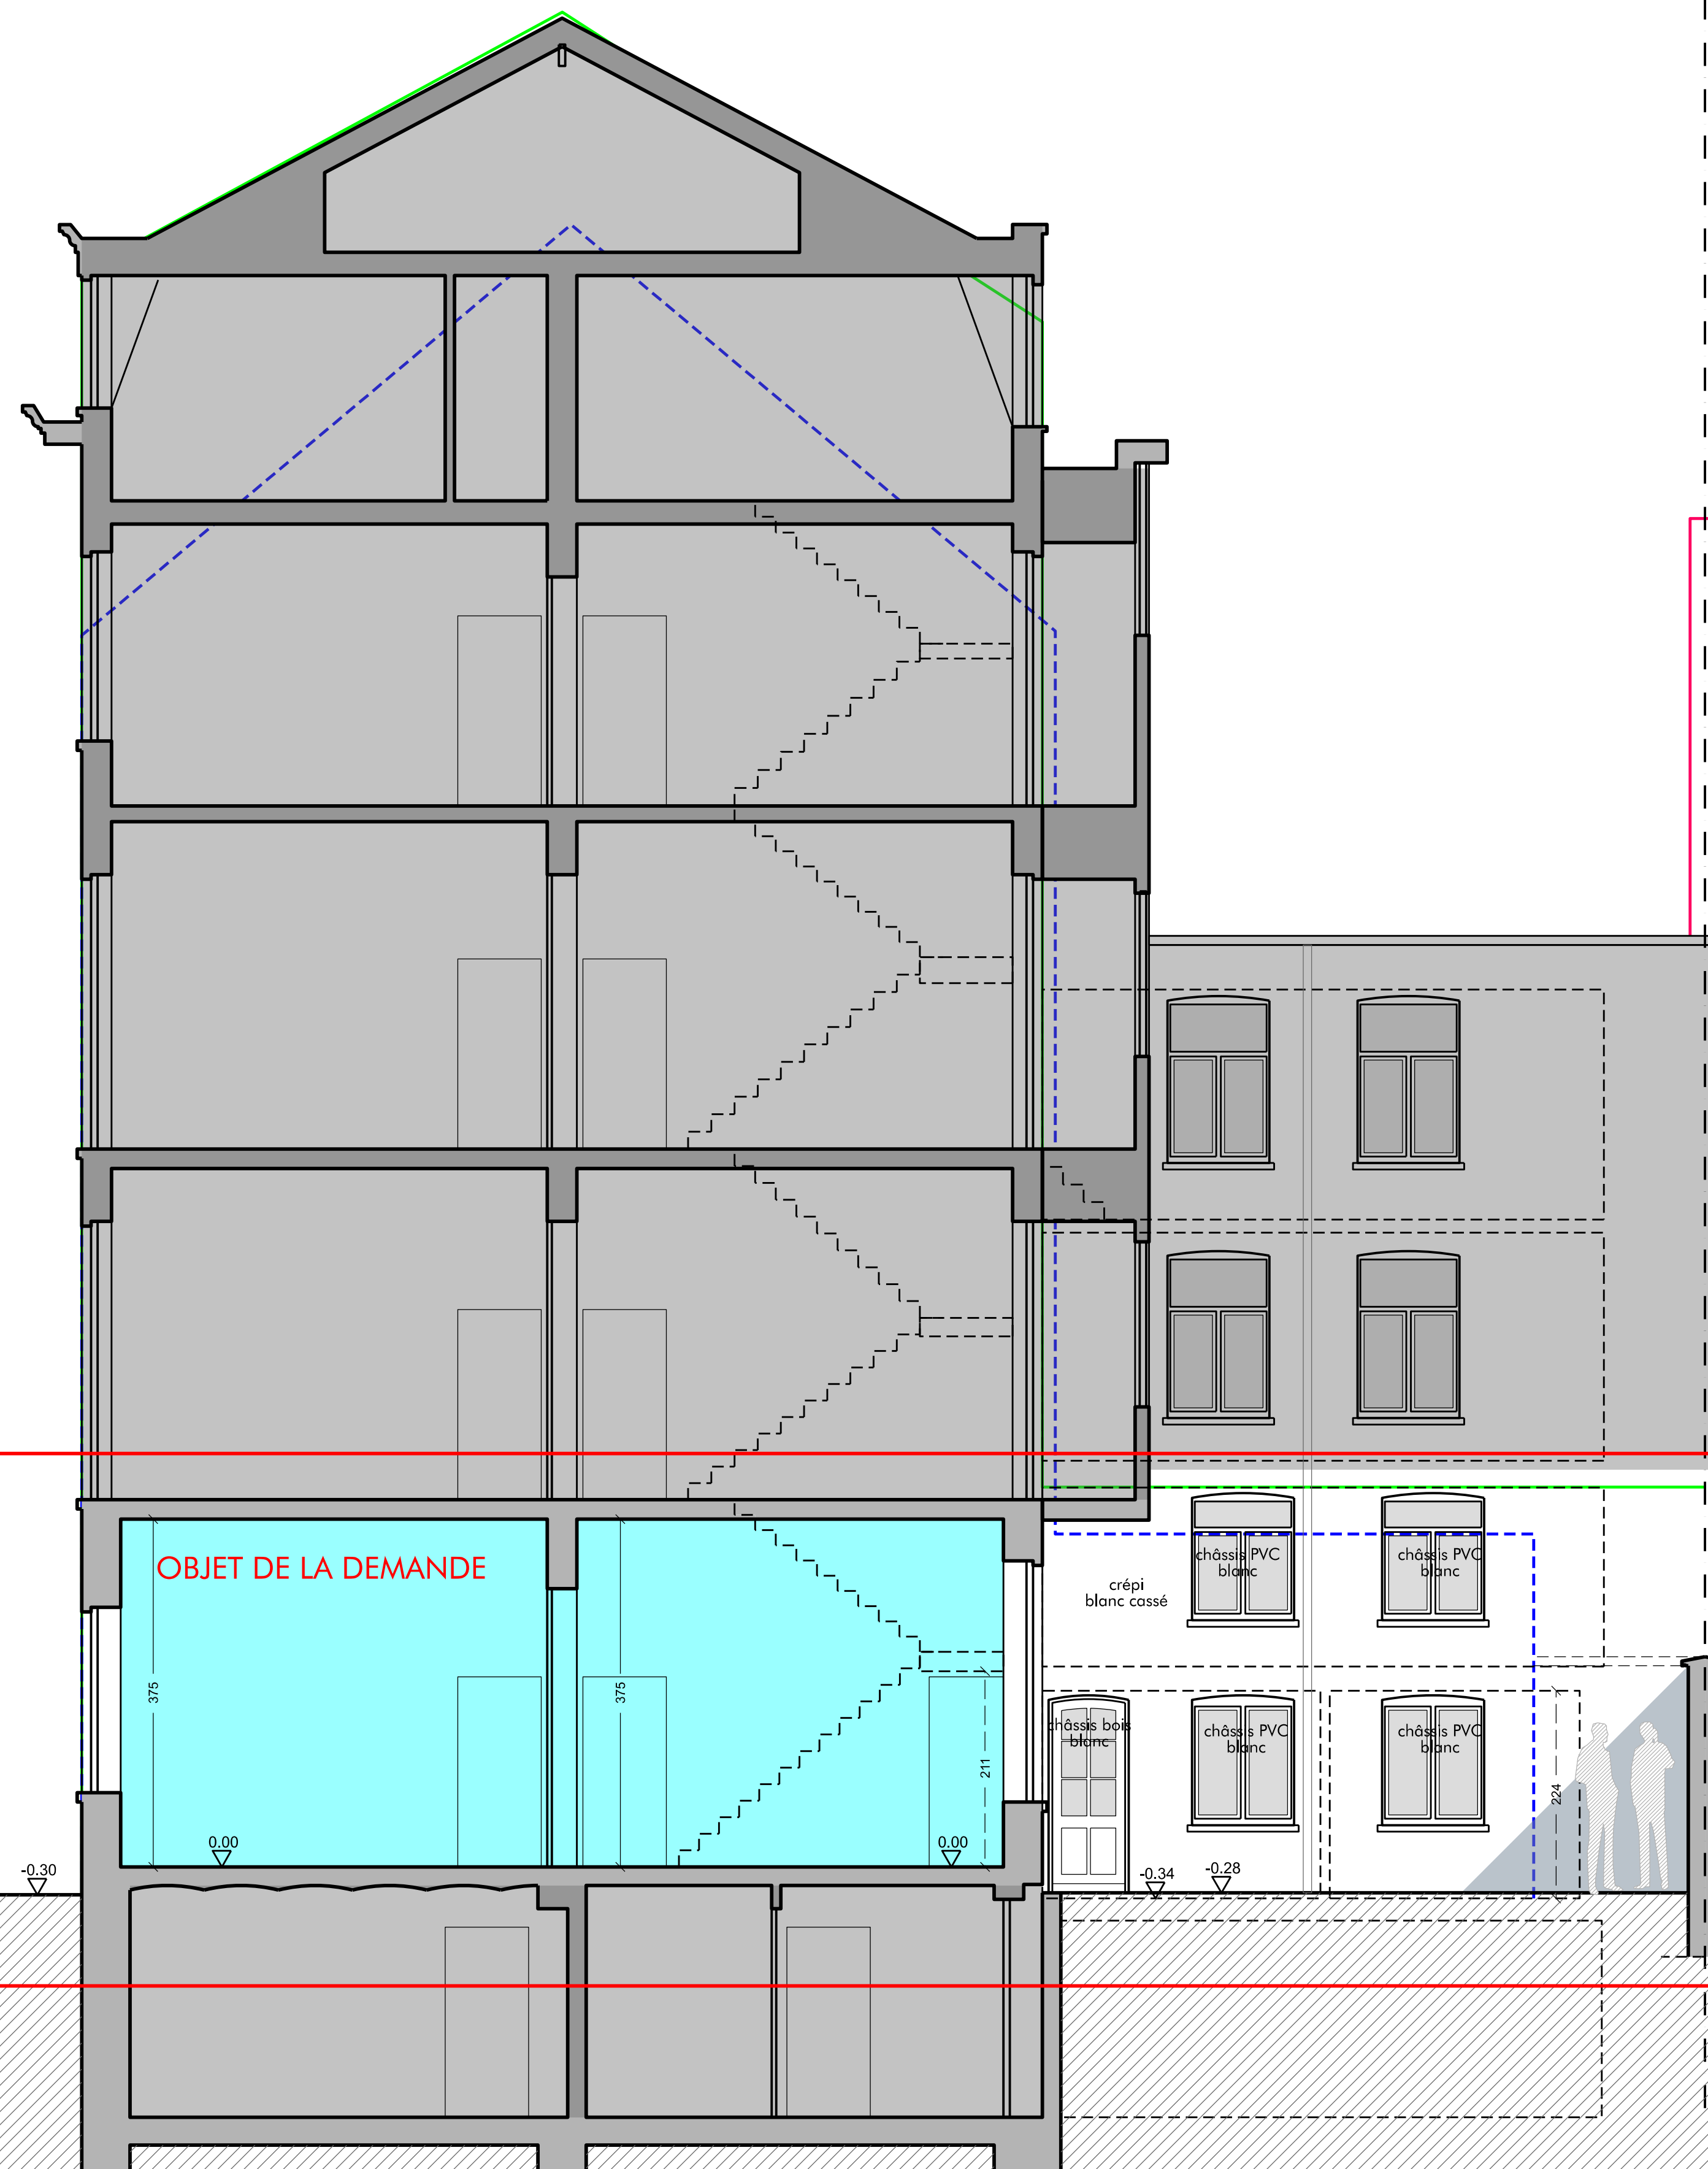 OBJET DE LA DEMANDE
châssis PVC
blanc
châssis PVC
blanc
crépi
blanc cassé
375
375
211
châssis bois
blanc
châssis PVC
blanc
châssis PVC
blanc
224
0.00
0.00
-0.30
-0.34
-0.28